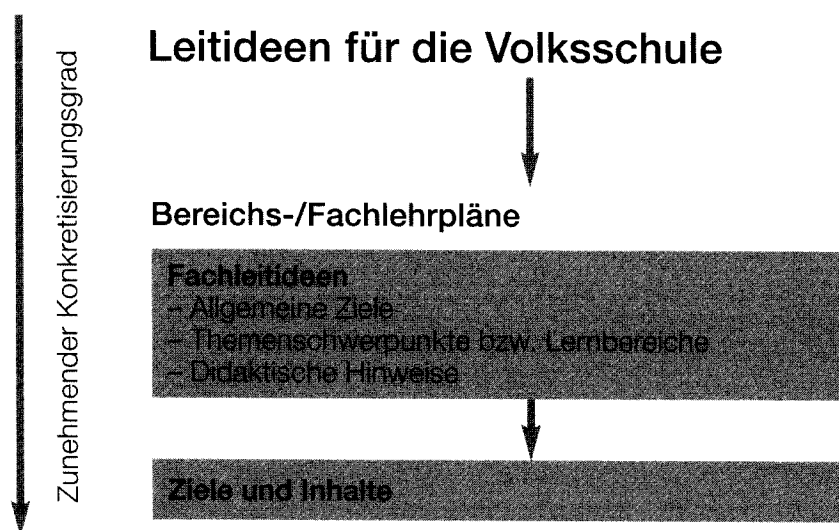 Leitideen für die Volksschule
Zunehmender Konkretisierungsgrad
Bereichs-/Fachlehrpläne
Fachleitideen
– Allgemeine Ziele
– Themenschwerpunkte bzw. Lernbereiche
– Didaktische Hinweise
Ziele und Inhalte